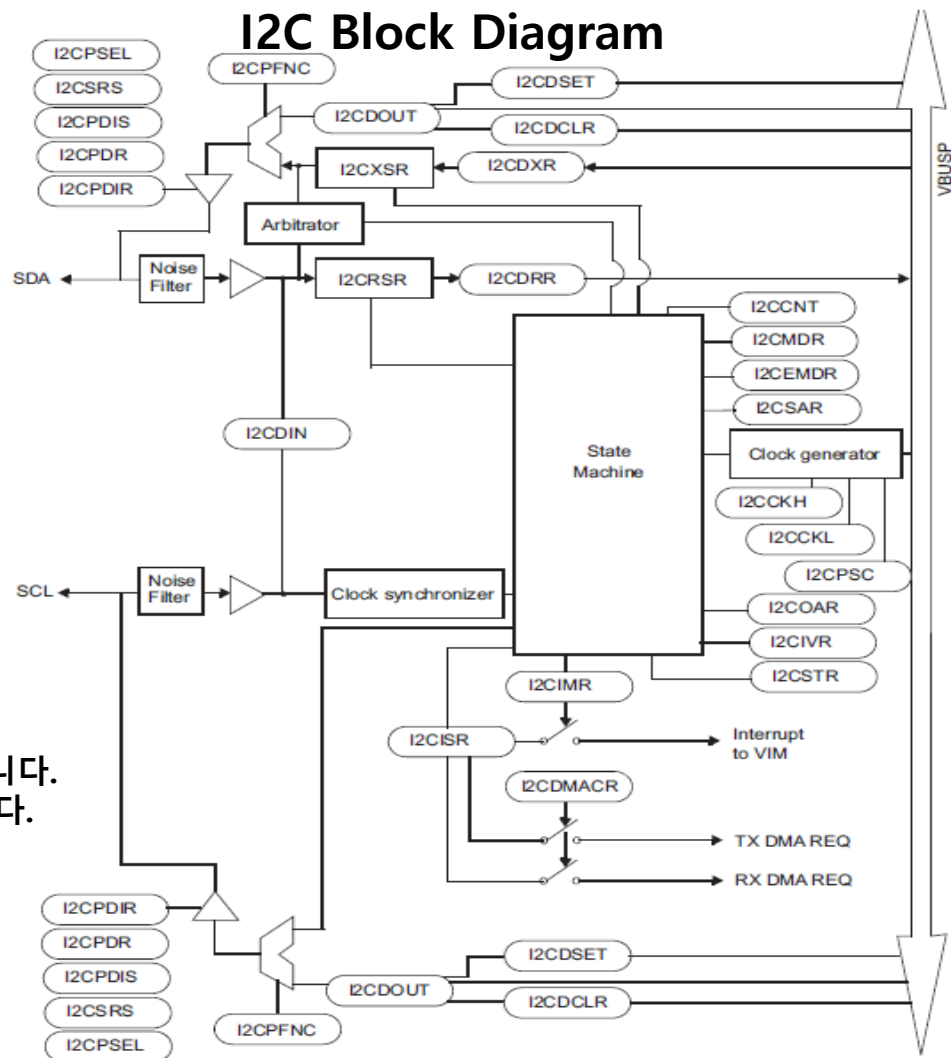 I2C Block Diagram
I2CPSEL
I2CSRS
I2CPDIS
I2CPDR
I2CPDIR
I2CPFNC
I2CDOUT
I2CDSET
I2CDCLR
I2CXSR
I2CDXR
VBUSP
Arbitrator
SDA
Noise
Filter
I2CRSR
I2CDRR
I2CCNT
I2CMDR
I2CEMDR
I2CSAR
I2CDIN
State
Machine
Clock generator
I2CCKH
I2CCKL
I2CPSC
SCL
Noise
Filter
Clock synchronizer
I2COAR
I2CIVR
I2CSTR
I2CIMR
I2CISR
Interrupt
to VIM
니다.
다.
I2CDMACR
TX DMA REQ
RX DMA REQ
I2CPDIR
I2CPDR
I2CPDIS
I2CSRS
I2CPSEL
I2CPFNC
I2CDOUT
I2CDSET
I2CDCLR